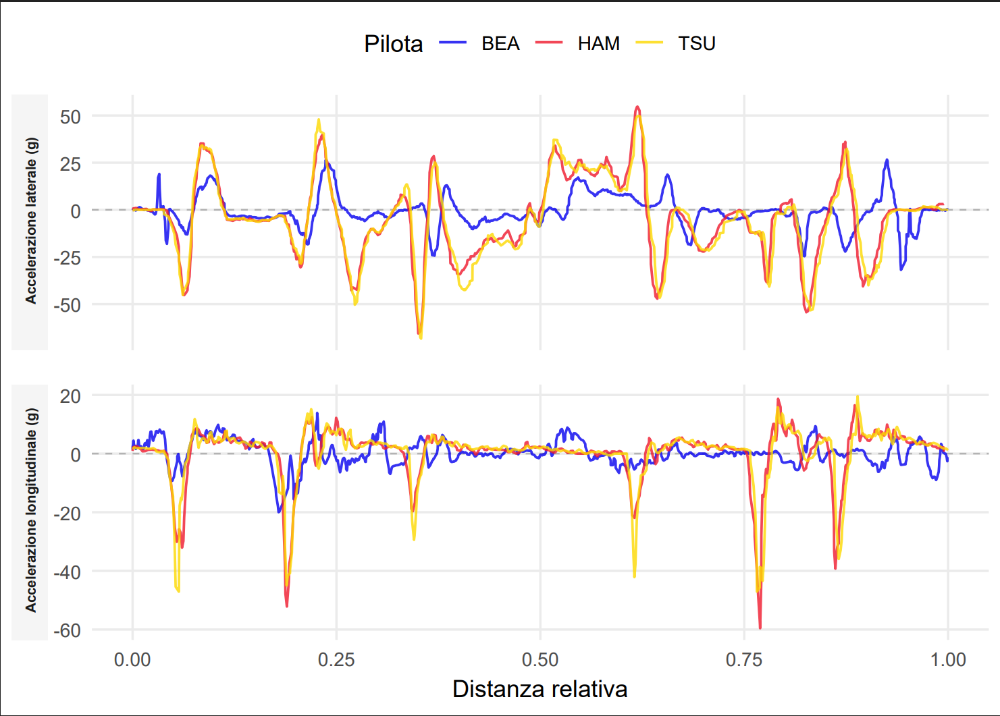 Pilota BEA HAM TSU
Accelerazione laterale (g)
50
25
0
-25
-50
Accelerazione longitudinale (g)
20
0
-20
-40
-60
0.00 0.25 0.50 0.75 1.00
Distanza relativa